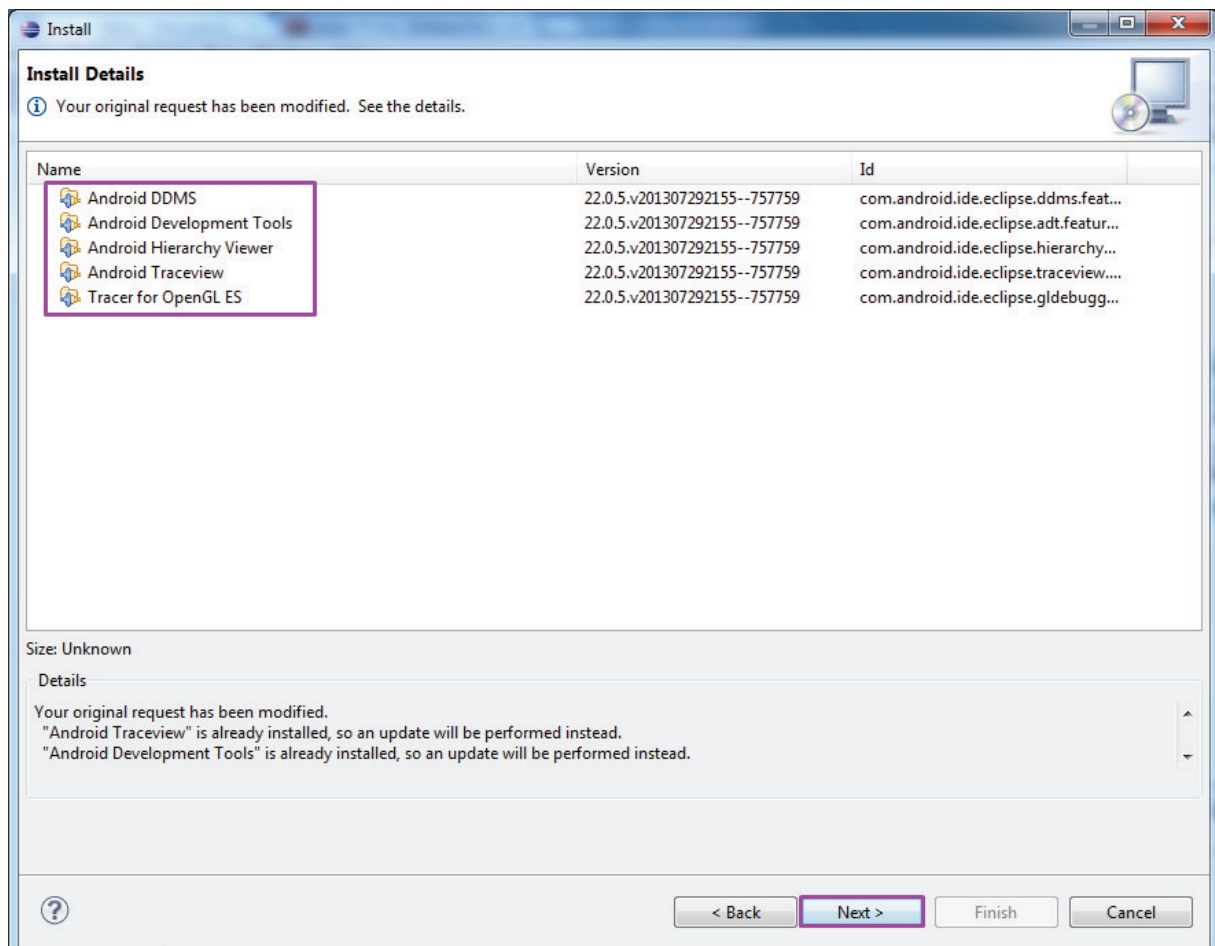 Install
Install Details
Your original request has been modified. See the details.
Name Version Id
Android DDMS 22.0.5.v201307292155--757759 com.android.ide.eclipse.ddms.feat...
Android Development Tools 22.0.5.v201307292155--757759 com.android.ide.eclipse.adt.featur...
Android Hierarchy Viewer 22.0.5.v201307292155--757759 com.android.ide.eclipse.hierarchy...
Android Traceview 22.0.5.v201307292155--757759 com.android.ide.eclipse.traceview....
Tracer for OpenGL ES 22.0.5.v201307292155--757759 com.android.ide.eclipse.gldebugg...
Size: Unknown
Details
Your original request has been modified.
"Android Traceview" is already installed, so an update will be performed instead.
"Android Development Tools" is already installed, so an update will be performed instead.
< Back Next > Finish Cancel